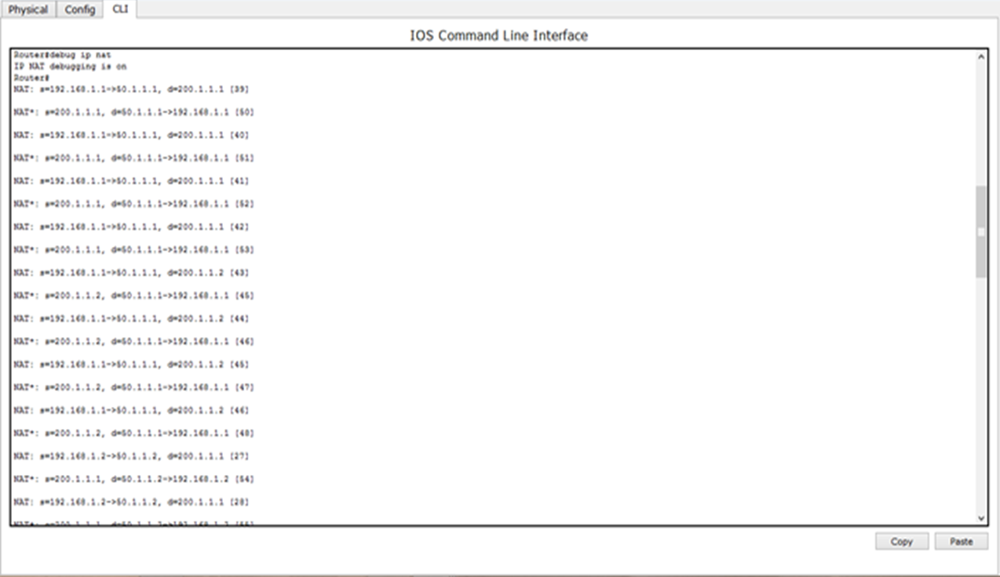 Physical Config CLI
IOS Command Line Interface
Router#debug ip nat
IP NAT debugging is on
Router#
NAT: s=192.168.1.1->50.1.1.1, d=200.1.1.1 [39]
NAT*: s=200.1.1.1, d=50.1.1.1->192.168.1.1 [50]
NAT: s=192.168.1.1->50.1.1.1, d=200.1.1.1 [40]
NAT*: s=200.1.1.1, d=50.1.1.1->192.168.1.1 [51]
NAT: s=192.168.1.1->50.1.1.1, d=200.1.1.1 [41]
NAT*: s=200.1.1.1, d=50.1.1.1->192.168.1.1 [52]
NAT: s=192.168.1.1->50.1.1.1, d=200.1.1.1 [42]
NAT*: s=200.1.1.1, d=50.1.1.1->192.168.1.1 [53]
NAT: s=192.168.1.1->50.1.1.1, d=200.1.1.2 [43]
NAT*: s=200.1.1.2, d=50.1.1.1->192.168.1.1 [45]
NAT: s=192.168.1.1->50.1.1.1, d=200.1.1.2 [44]
NAT*: s=200.1.1.2, d=50.1.1.1->192.168.1.1 [46]
NAT: s=192.168.1.1->50.1.1.1, d=200.1.1.2 [45]
NAT*: s=200.1.1.2, d=50.1.1.1->192.168.1.1 [47]
NAT: s=192.168.1.1->50.1.1.1, d=200.1.1.2 [46]
NAT*: s=200.1.1.2, d=50.1.1.1->192.168.1.1 [48]
NAT: s=192.168.1.2->50.1.1.2, d=200.1.1.1 [27]
NAT*: s=200.1.1.1, d=50.1.1.2->192.168.1.2 [54]
NAT: s=192.168.1.2->50.1.1.2, d=200.1.1.1 [28]
NAT*: s=200.1.1.1, d=50.1.1.2->192.168.1.2 [55]
Copy Paste